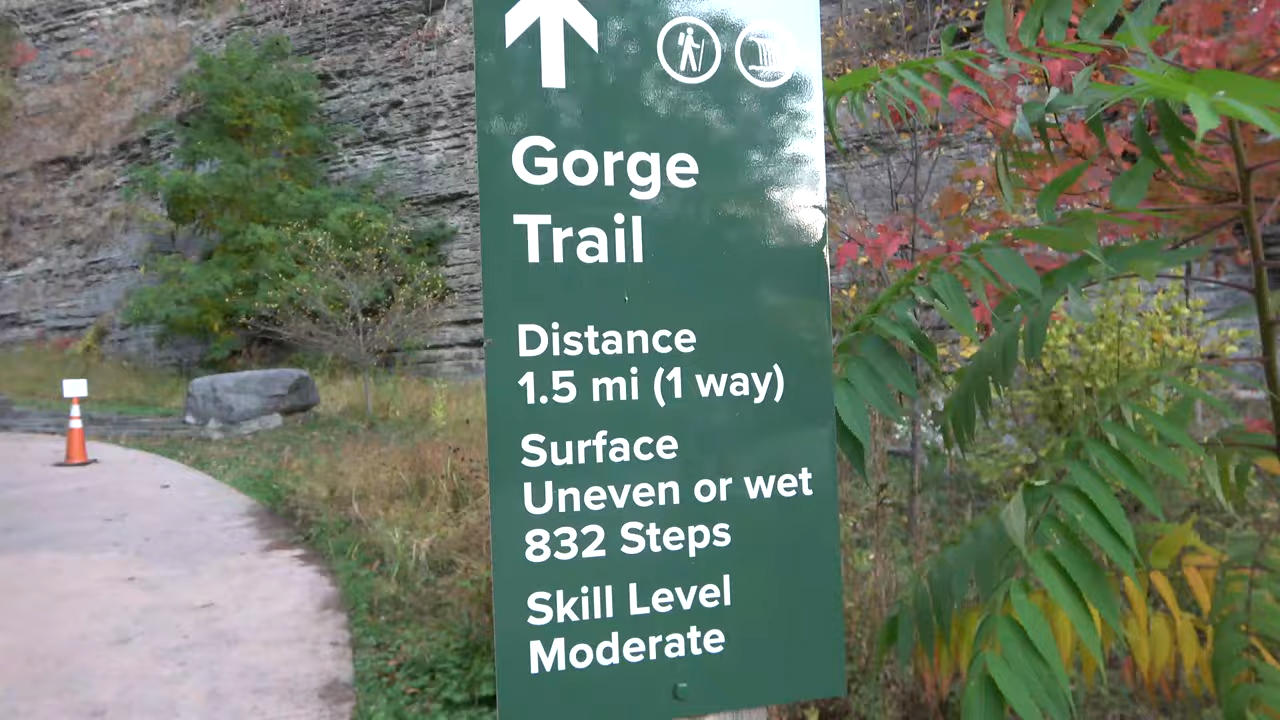 Gorge
Trail
Distance
1.5 mi (1 way)
Surface
Uneven or wet
832 Steps
Skill Level
Moderate